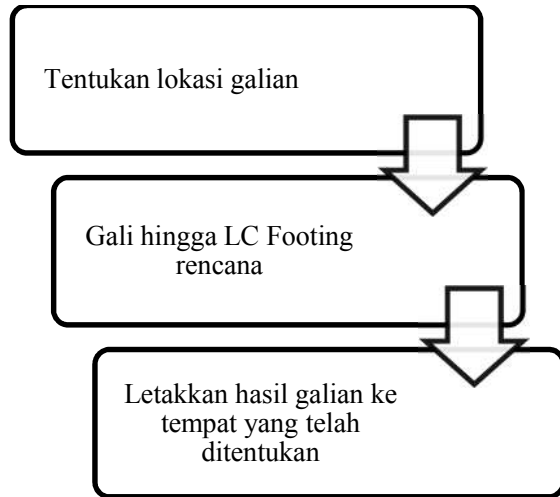 Tentukan lokasi galian
Gali hingga LC Footing
rencana
Letakkan hasil galian ke
tempat yang telah
ditentukan